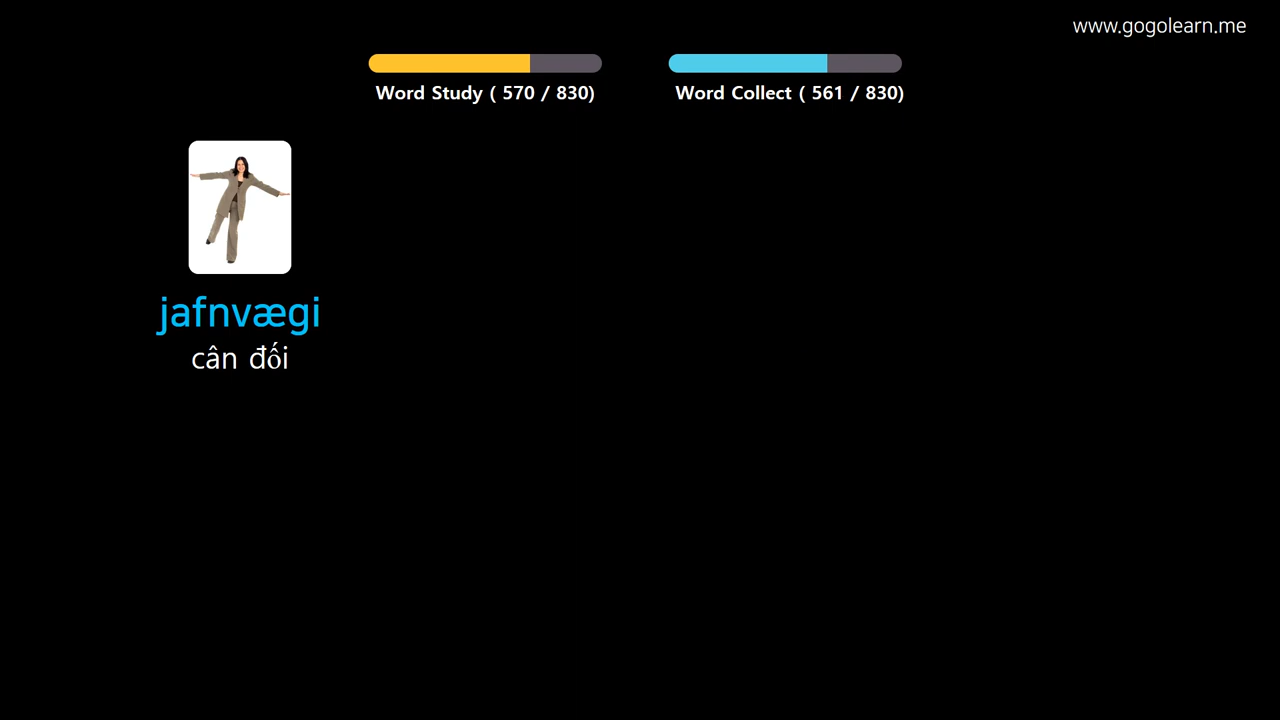 www.gogolearn.me
Word Study ( 570 / 830)
Word Collect ( 561 / 830)
jafnvægi
cân đối